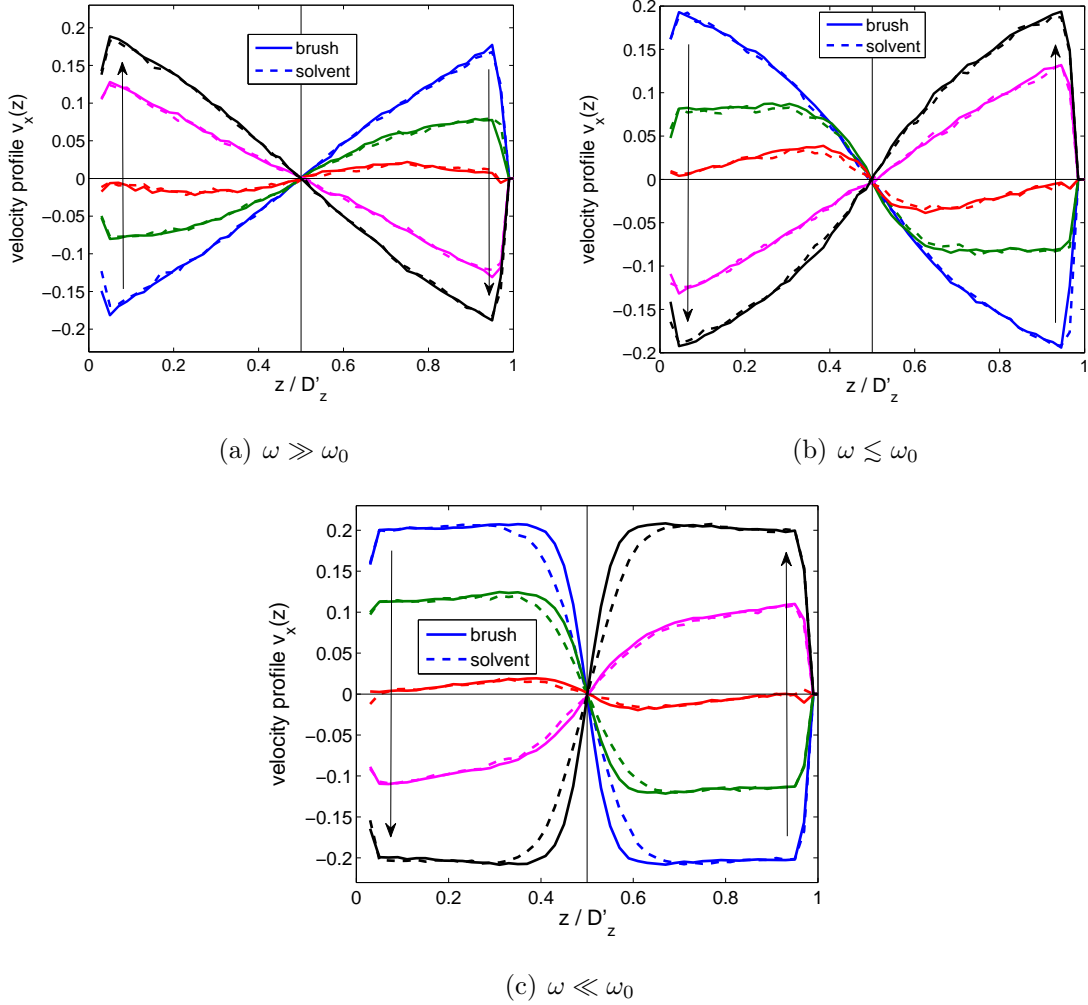 0.2
0.15
0.1
0.05
0
−0.05
−0.1
−0.15
−0.2
velocity profile v_x(z)
brush
solvent
0 0.2 0.4 0.6 0.8 1
z / D'_z
(a) ω ≫ ω₀
0.2
0.15
0.1
0.05
0
−0.05
−0.1
−0.15
−0.2
velocity profile v_x(z)
brush
solvent
0 0.2 0.4 0.6 0.8 1
z / D'_z
(b) ω ≲ ω₀
0.2
0.15
0.1
0.05
0
−0.05
−0.1
−0.15
−0.2
velocity profile v_x(z)
brush
solvent
0 0.2 0.4 0.6 0.8 1
z / D'_z
(c) ω ≪ ω₀